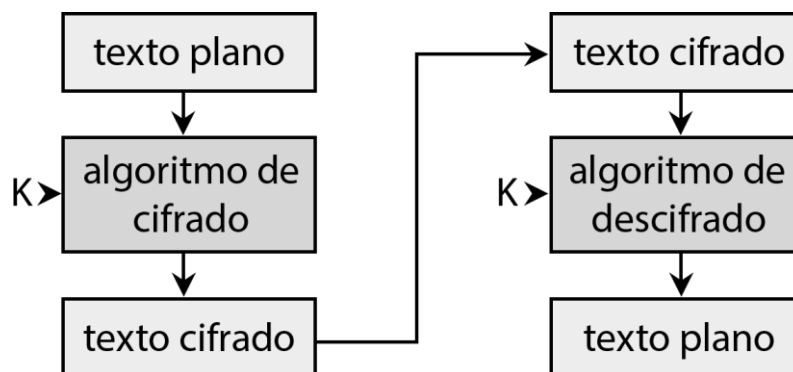 texto plano
K
algoritmo de
cifrado
texto cifrado
texto cifrado
K
algoritmo de
descifrado
texto plano